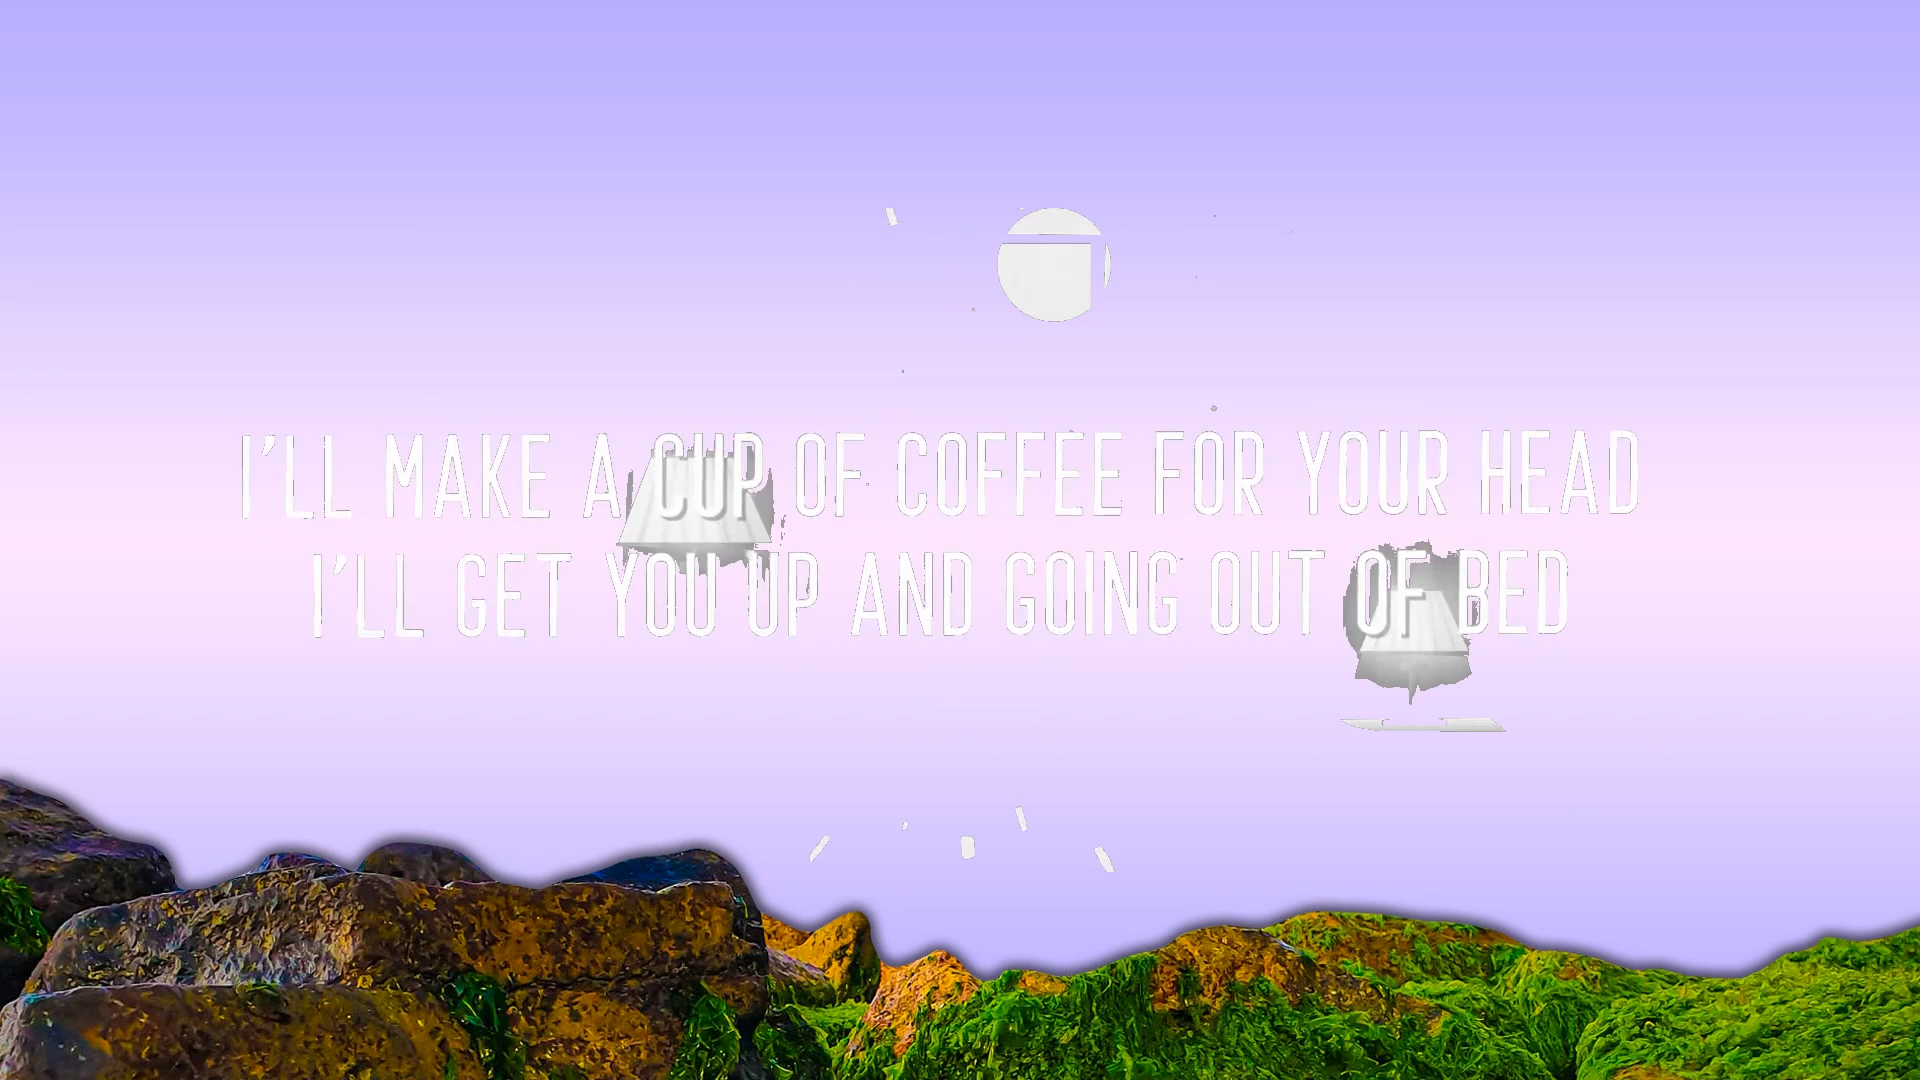 I'LL MAKE A CUP OF COFFEE FOR YOUR HEAD
I'LL GET YOU UP AND GOING OUT OF BED